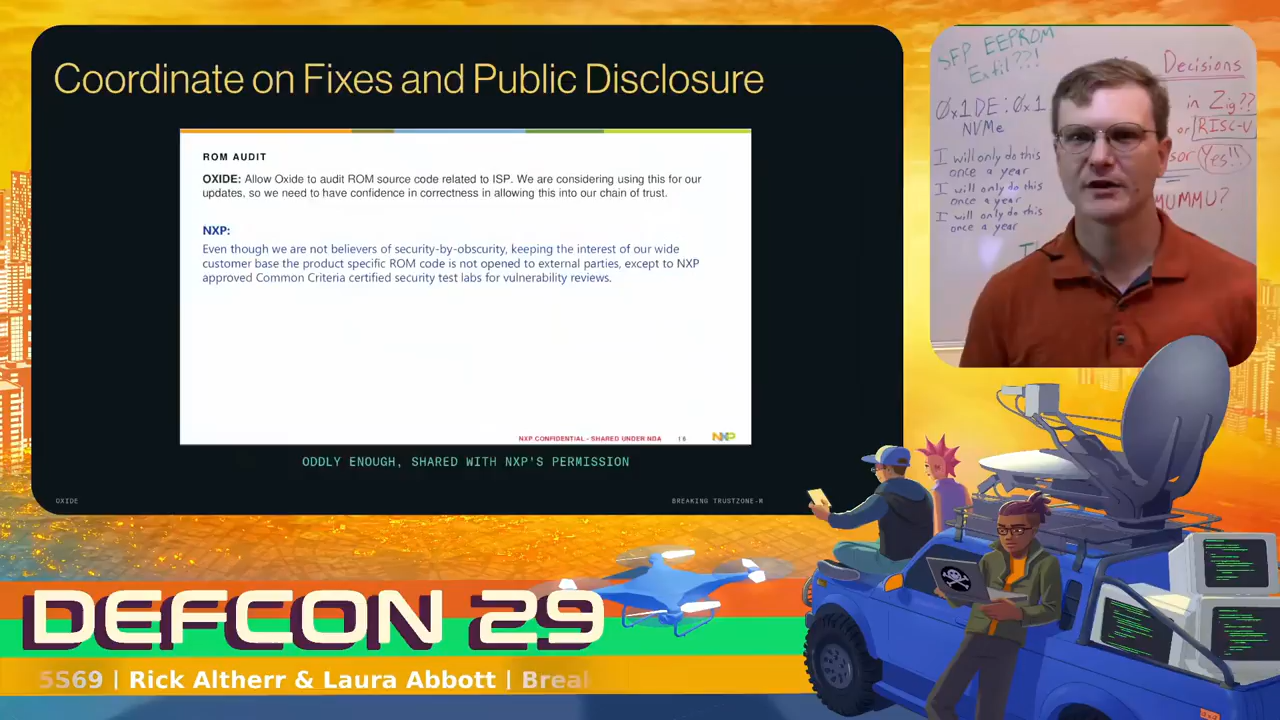 Coordinate on Fixes and Public Disclosure
ROM AUDIT
OXIDE: Allow Oxide to audit ROM source code related to ISP. We are considering using this for our
updates, so we need to have confidence in correctness in allowing this into our chain of trust.
NXP:
Even though we are not believers of security-by-obscurity, keeping the interest of our wide
customer base the product specific ROM code is not opened to external parties, except to NXP
approved Common Criteria certified security test labs for vulnerability reviews.
NXP CONFIDENTIAL - SHARED UNDER NDA
NXP
ODDLY ENOUGH, SHARED WITH NXP'S PERMISSION
OXIDE
BREAKING TRUSTZONE-M
SFP EEPROM
Exfil??!
0x1DE:0x1
NVMe
I will only do this
once a year
I will only do this
once a year
I will only do this
once a year
Decisions
in Zig??
or RISC-V
sor Yes!!
MUMMU?
DEFCON 29
5S69 | Rick Altherr & Laura Abbott | Break